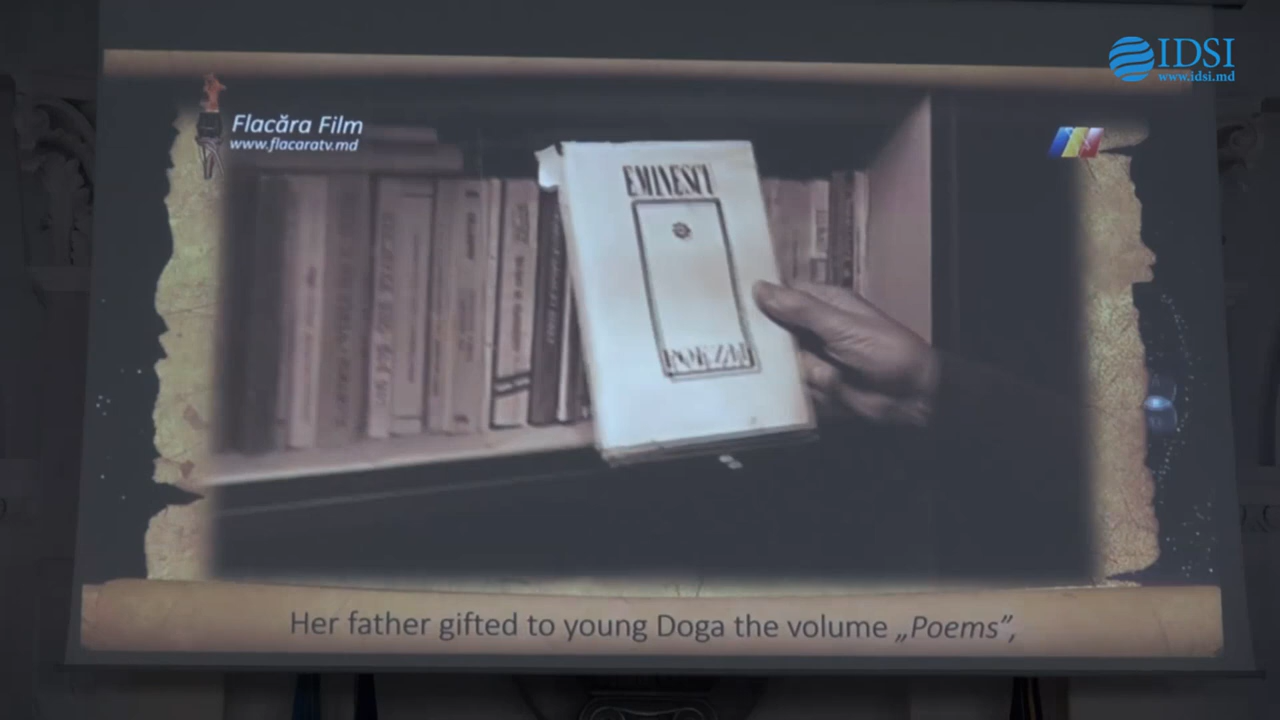 IDSI
www.idsi.md
Flacăra Film
www.flacaratv.md
EMINESCU
POEZII
Her father gifted to young Doga the volume „Poems”,